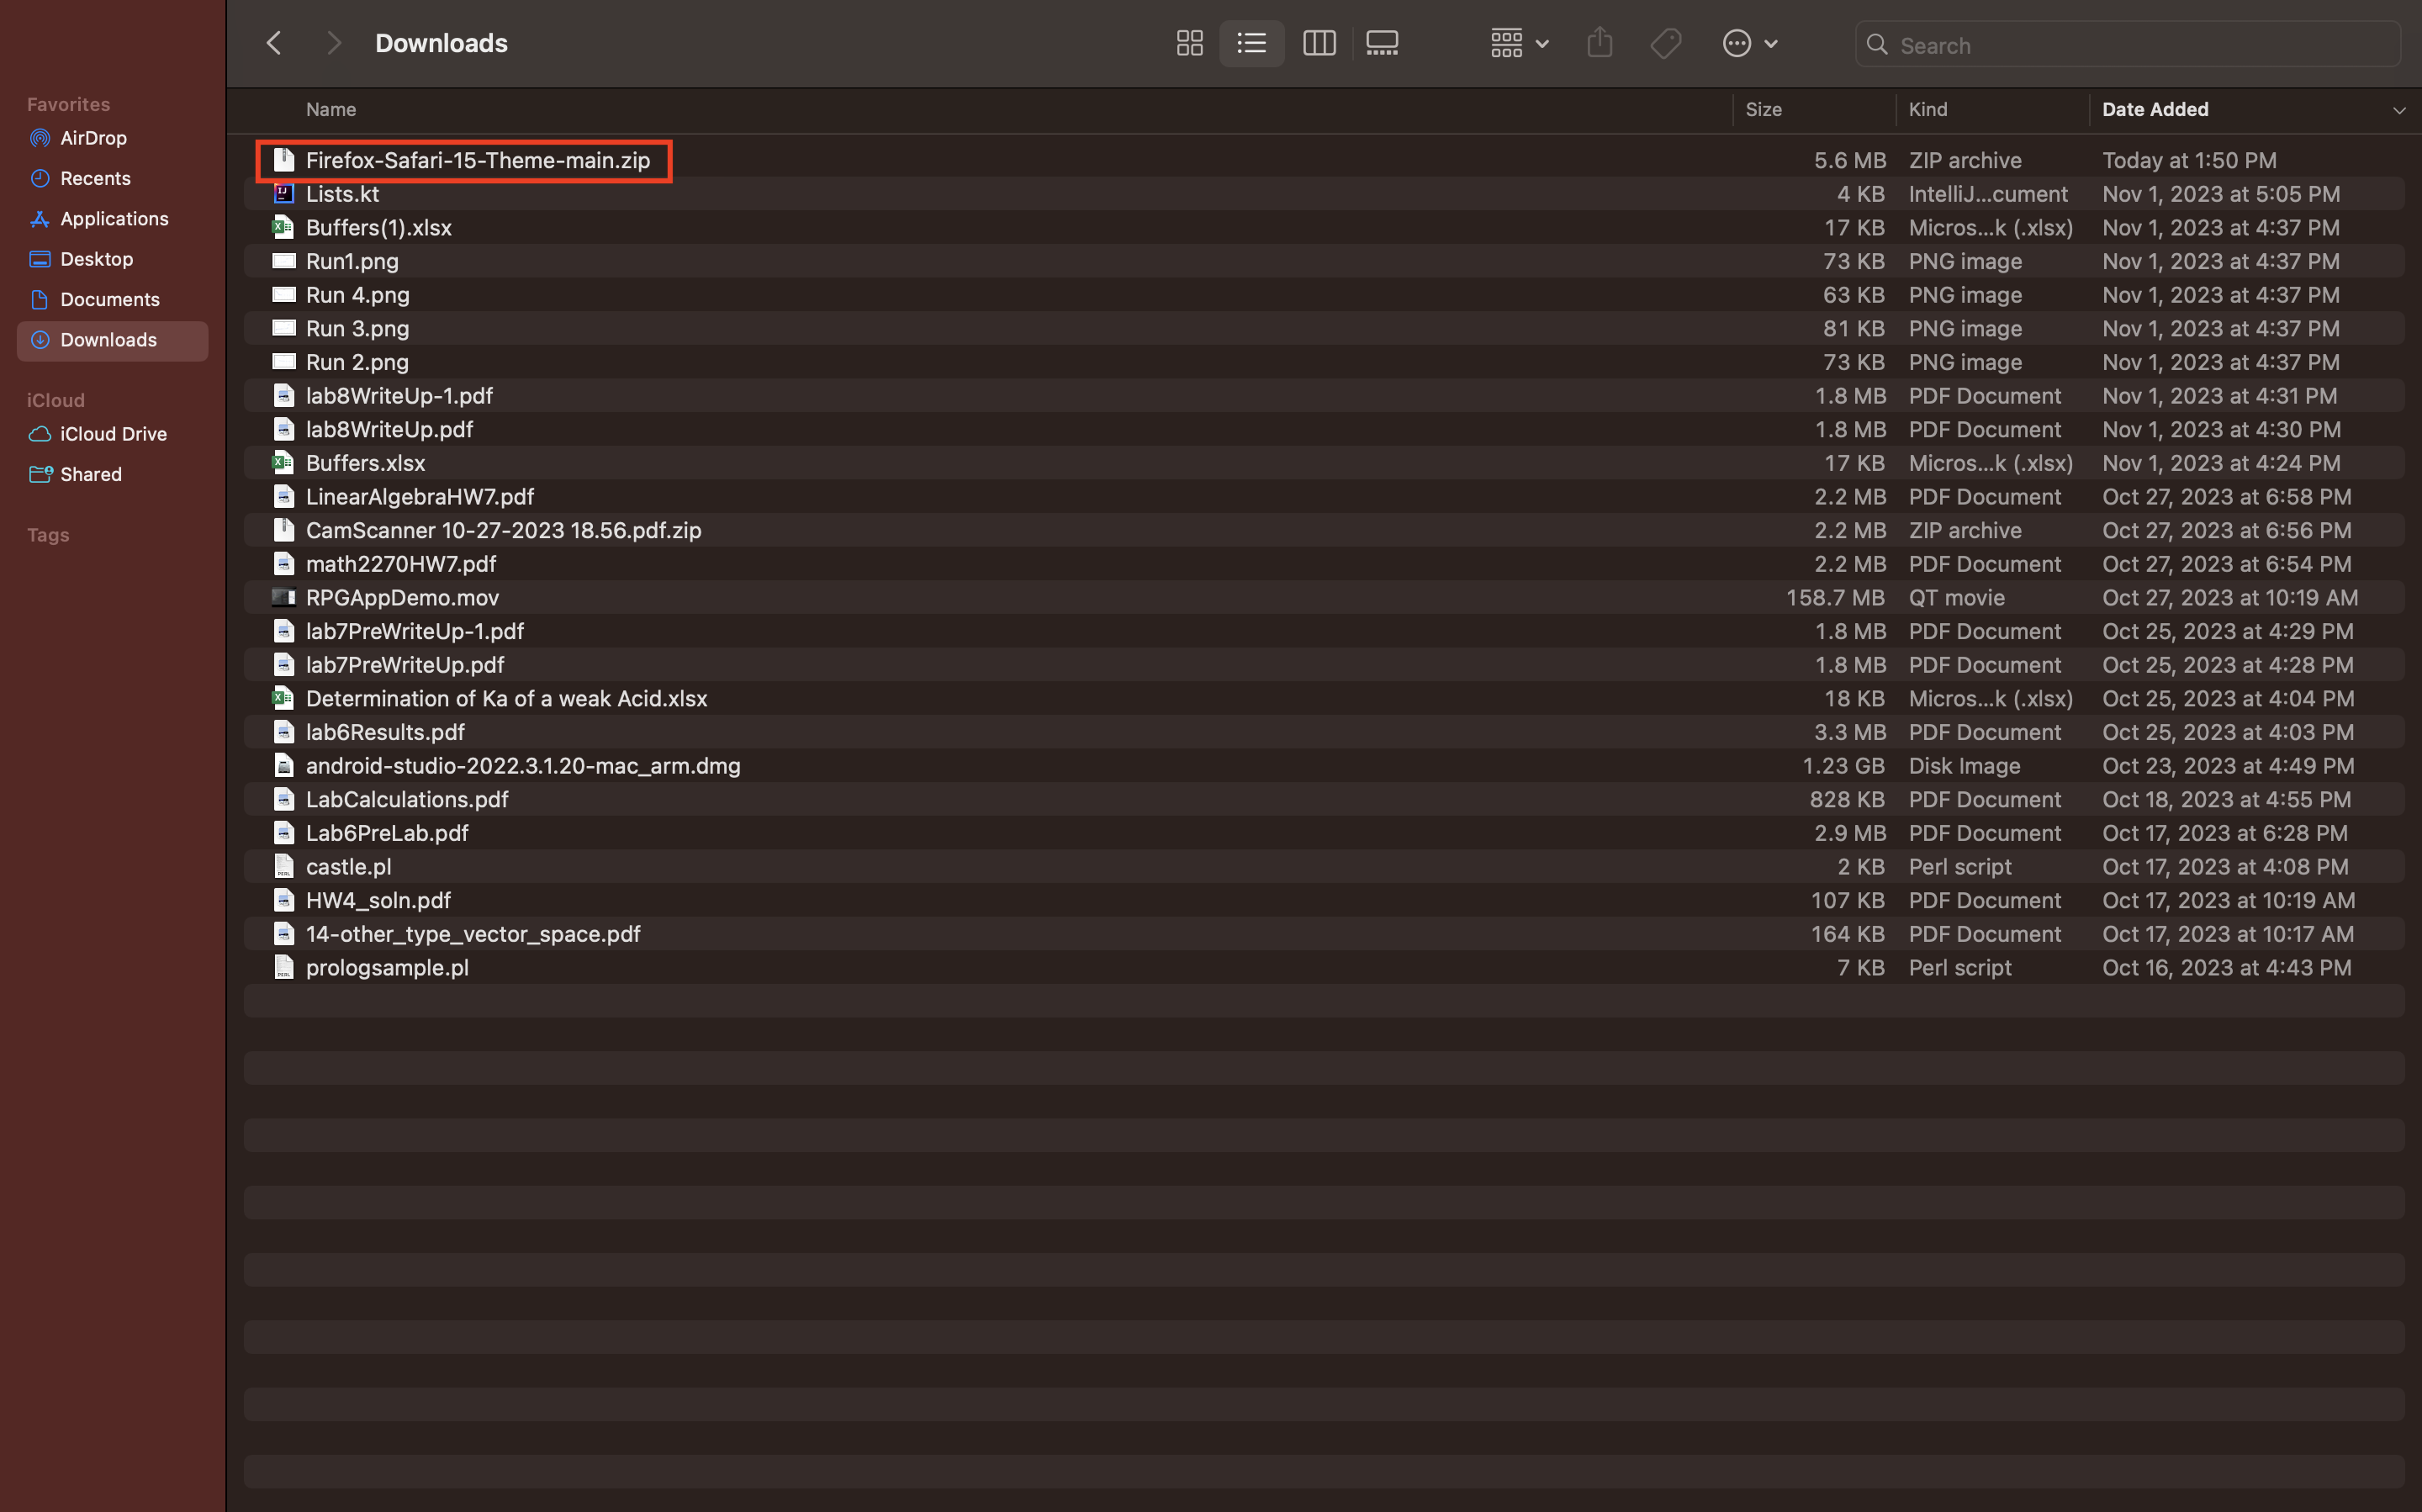 Downloads
Search
Favorites
AirDrop
Recents
Applications
Desktop
Documents
Downloads
iCloud
iCloud Drive
Shared
Tags
Name Size Kind Date Added
Firefox-Safari-15-Theme-main.zip 5.6 MB ZIP archive Today at 1:50 PM
Lists.kt 4 KB IntelliJ...cument Nov 1, 2023 at 5:05 PM
Buffers(1).xlsx 17 KB Micros...k (.xlsx) Nov 1, 2023 at 4:37 PM
Run1.png 73 KB PNG image Nov 1, 2023 at 4:37 PM
Run 4.png 63 KB PNG image Nov 1, 2023 at 4:37 PM
Run 3.png 81 KB PNG image Nov 1, 2023 at 4:37 PM
Run 2.png 73 KB PNG image Nov 1, 2023 at 4:37 PM
lab8WriteUp-1.pdf 1.8 MB PDF Document Nov 1, 2023 at 4:31 PM
lab8WriteUp.pdf 1.8 MB PDF Document Nov 1, 2023 at 4:30 PM
Buffers.xlsx 17 KB Micros...k (.xlsx) Nov 1, 2023 at 4:24 PM
LinearAlgebraHW7.pdf 2.2 MB PDF Document Oct 27, 2023 at 6:58 PM
CamScanner 10-27-2023 18.56.pdf.zip 2.2 MB ZIP archive Oct 27, 2023 at 6:56 PM
math2270HW7.pdf 2.2 MB PDF Document Oct 27, 2023 at 6:54 PM
RPGAppDemo.mov 158.7 MB QT movie Oct 27, 2023 at 10:19 AM
lab7PreWriteUp-1.pdf 1.8 MB PDF Document Oct 25, 2023 at 4:29 PM
lab7PreWriteUp.pdf 1.8 MB PDF Document Oct 25, 2023 at 4:28 PM
Determination of Ka of a weak Acid.xlsx 18 KB Micros...k (.xlsx) Oct 25, 2023 at 4:04 PM
lab6Results.pdf 3.3 MB PDF Document Oct 25, 2023 at 4:03 PM
android-studio-2022.3.1.20-mac_arm.dmg 1.23 GB Disk Image Oct 23, 2023 at 4:49 PM
LabCalculations.pdf 828 KB PDF Document Oct 18, 2023 at 4:55 PM
Lab6PreLab.pdf 2.9 MB PDF Document Oct 17, 2023 at 6:28 PM
castle.pl 2 KB Perl script Oct 17, 2023 at 4:08 PM
HW4_soln.pdf 107 KB PDF Document Oct 17, 2023 at 10:19 AM
14-other_type_vector_space.pdf 164 KB PDF Document Oct 17, 2023 at 10:17 AM
prologsample.pl 7 KB Perl script Oct 16, 2023 at 4:43 PM